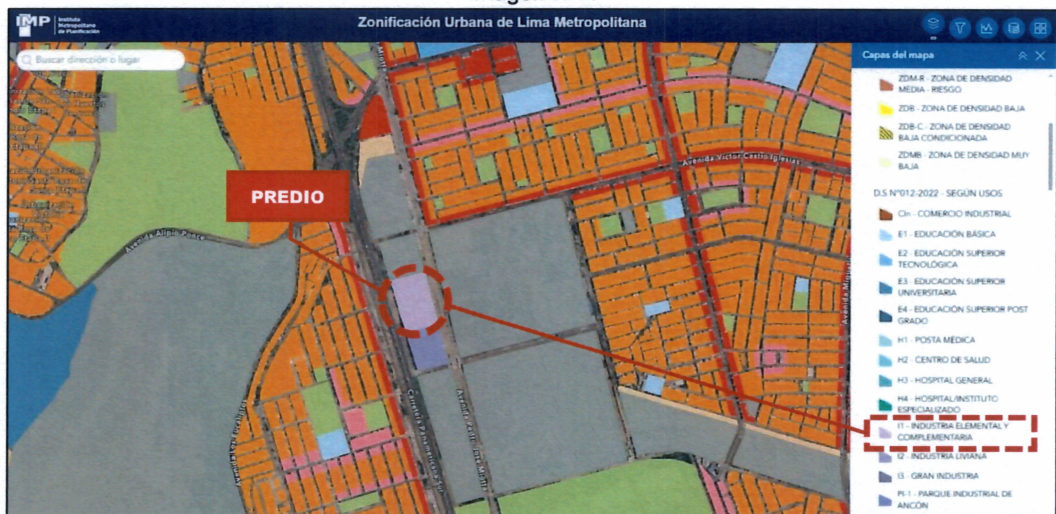 IMP
Instituto
Metropolitano
de Planificación
Zonificación Urbana de Lima Metropolitana
Buscar dirección o lugar
Capas del mapa
ZDM-R - ZONA DE DENSIDAD
MEDIA - RIESGO
ZDB - ZONA DE DENSIDAD BAJA
ZDB-C - ZONA DE DENSIDAD
BAJA CONDICIONADA
ZDMB - ZONA DE DENSIDAD MUY
BAJA
D.S N°012-2022 - SEGÚN USOS
CIn - COMERCIO INDUSTRIAL
E1 - EDUCACIÓN BÁSICA
E2 - EDUCACIÓN SUPERIOR
TECNOLÓGICA
E3 - EDUCACIÓN SUPERIOR
UNIVERSITARIA
E4 - EDUCACIÓN SUPERIOR POST
GRADO
H1 - POSTA MÉDICA
H2 - CENTRO DE SALUD
H3 - HOSPITAL GENERAL
H4 - HOSPITAL/INSTITUTO
ESPECIALIZADO
I1 - INDUSTRIA ELEMENTAL Y
COMPLEMENTARIA
I2 - INDUSTRIA LIVIANA
I3 - GRAN INDUSTRIA
PI-1 - PARQUE INDUSTRIAL DE
ANCÓN
PREDIO
Avenida Víctor Castro Iglesias
Avenida Alipio Ponce
Carretera Panamericana Sur